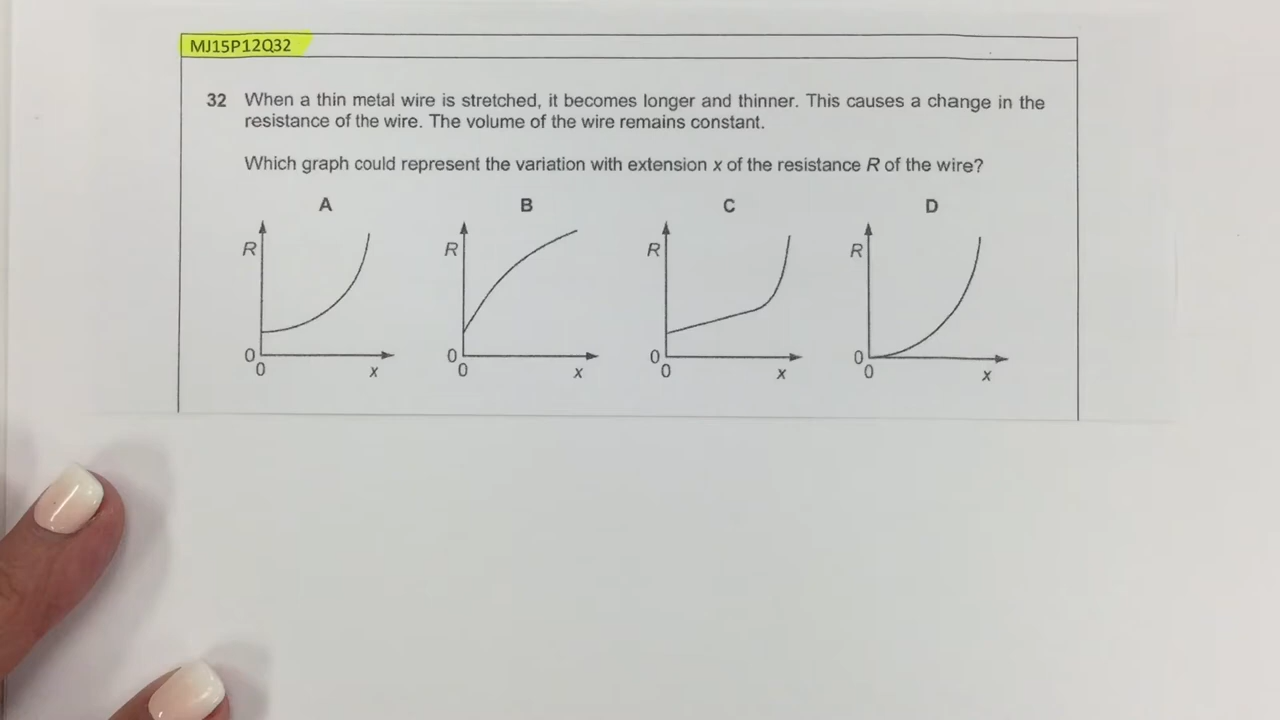 MJ15P12Q32
32 When a thin metal wire is stretched, it becomes longer and thinner. This causes a change in the
resistance of the wire. The volume of the wire remains constant.
Which graph could represent the variation with extension x of the resistance R of the wire?
A B C D
R R R R
0 0 0 0
0 x 0 x 0 x 0 x